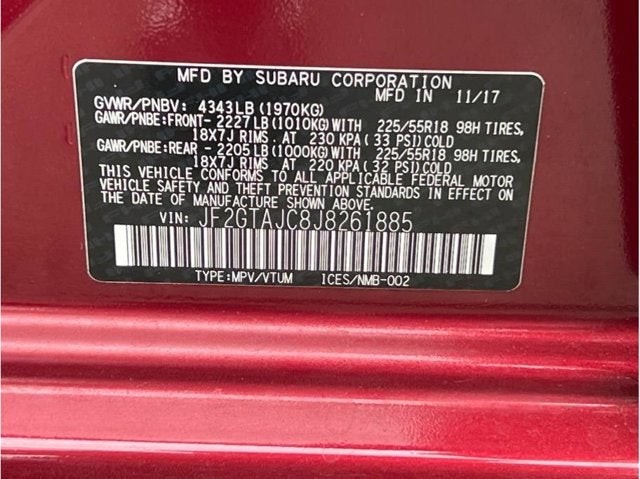 MFD BY SUBARU CORPORATION
GVWR/PNBV: 4343LB(1970KG) MFD IN 11/17
GAWR/PNBE:FRONT-2227LB(1010KG)WITH 225/55R18 98H TIRES,
18X7J RIMS, AT 230 KPA(33 PSI)COLD
GAWR/PNBE:REAR -2205LB(1000KG)WITH 225/55R18 98H TIRES,
18X7J RIMS, AT 220 KPA(32 PSI)COLD
THIS VEHICLE CONFORMS TO ALL APPLICABLE FEDERAL MOTOR
VEHICLE SAFETY AND THEFT PREVENTION STANDARDS IN EFFECT ON
THE DATE OF MANUFACTURE SHOWN ABOVE.
VIN: JF2GTAJC8J8261885
TYPE:MPV/VTUM ICES/NMB-002